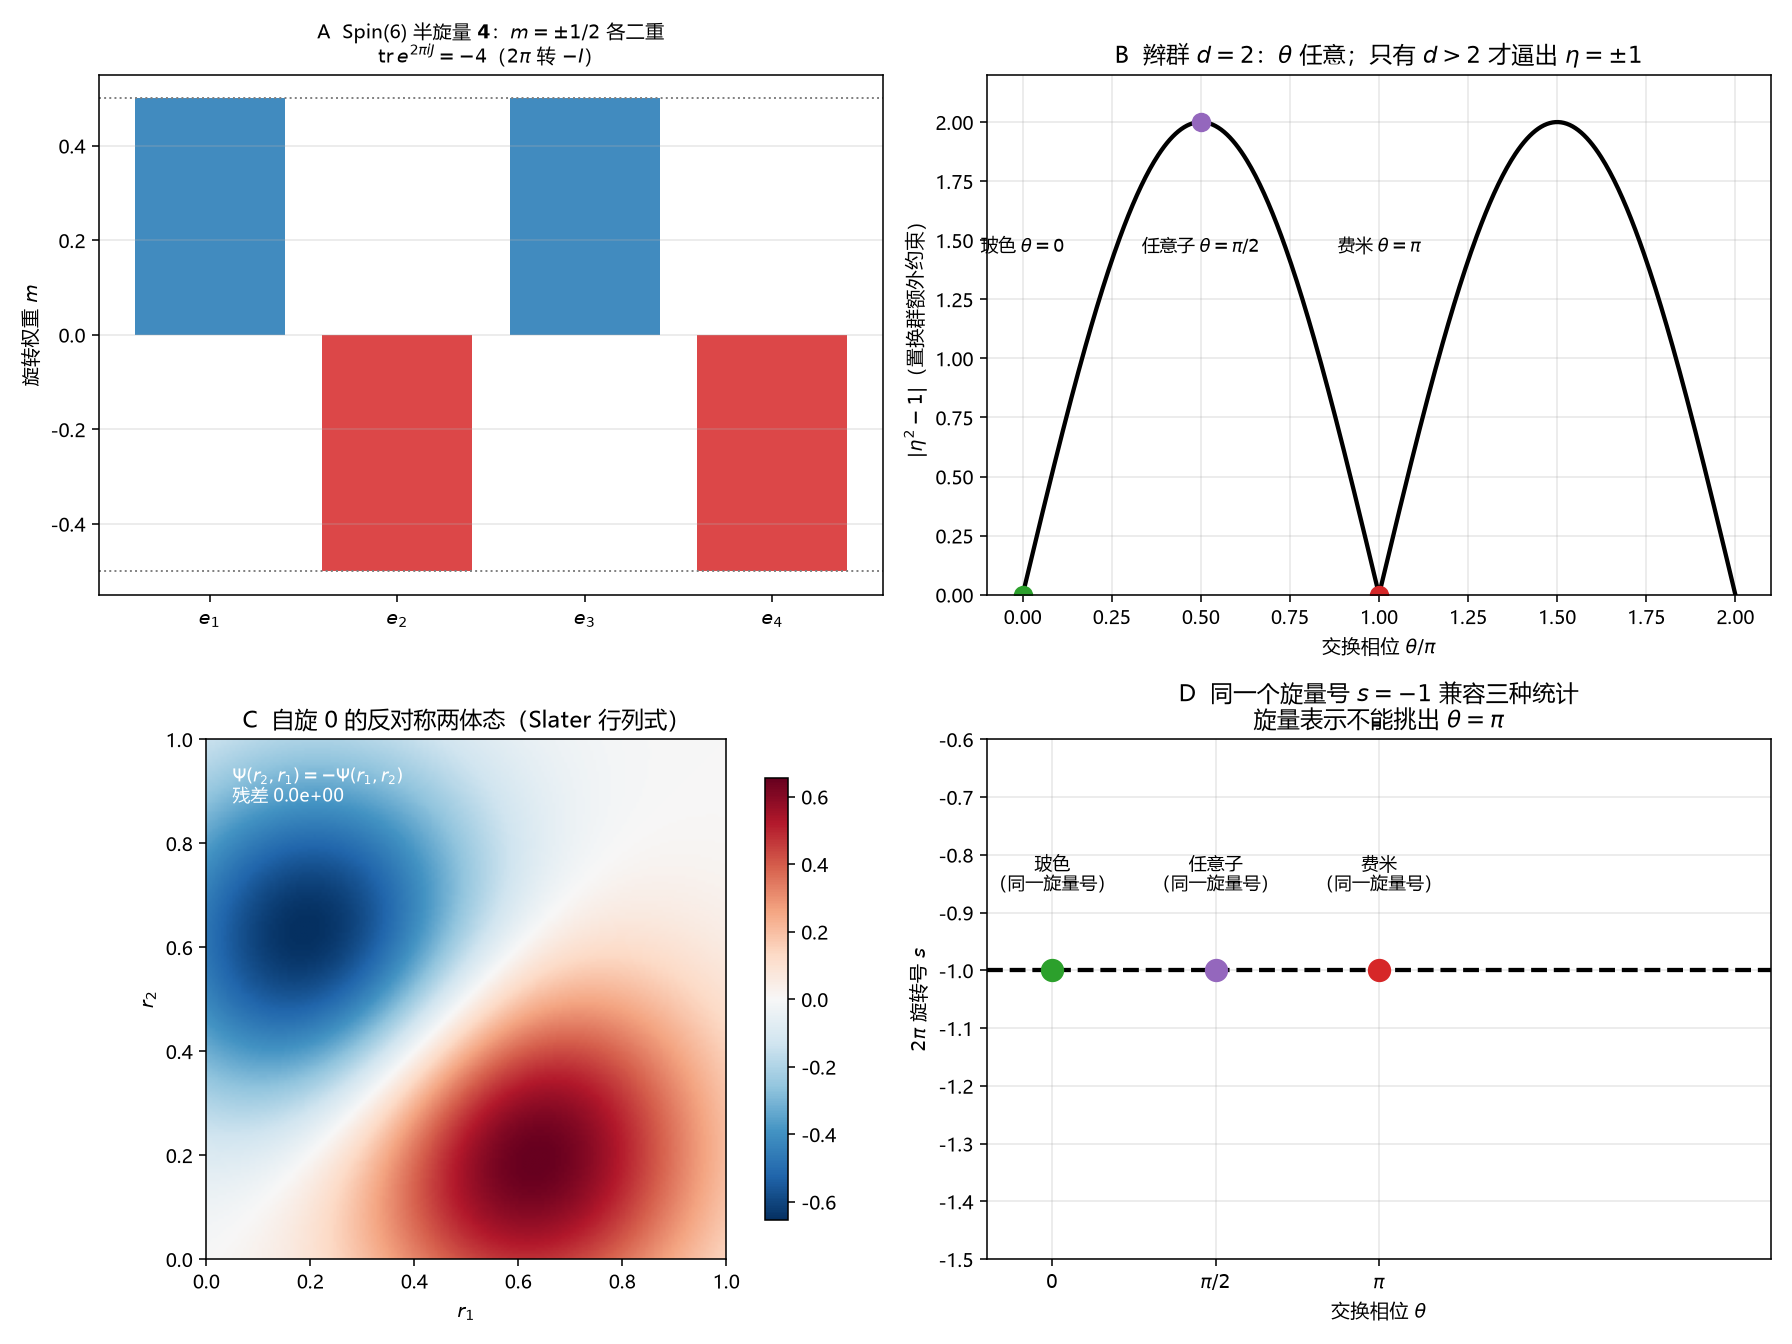 A Spin(6) 半旋量 4：m = ±1/2 各二重
tr e^{2πiJ} = −4（2π 转 −I）
旋转权重 m
0.4
0.2
0.0
-0.2
-0.4
e₁ e₂ e₃ e₄
B 辫群 d = 2：θ 任意；只有 d > 2 才逼出 η = ±1
|η² − 1|（置换群额外约束）
2.00
1.75
1.50
1.25
1.00
0.75
0.50
0.25
0.00
玻色 θ = 0
任意子 θ = π/2
费米 θ = π
0.00 0.25 0.50 0.75 1.00 1.25 1.50 1.75 2.00
交换相位 θ/π
C 自旋 0 的反对称两体态（Slater 行列式）
Ψ(r₂, r₁) = −Ψ(r₁, r₂)
残差 0.0e+00
r₂
1.0
0.8
0.6
0.4
0.2
0.0
0.0 0.2 0.4 0.6 0.8 1.0
r₁
0.6
0.4
0.2
0.0
-0.2
-0.4
-0.6
D 同一个旋量号 s = −1 兼容三种统计
旋量表示不能挑出 θ = π
2π 旋转号 s
-0.6
-0.7
-0.8
-0.9
-1.0
-1.1
-1.2
-1.3
-1.4
-1.5
玻色
（同一旋量号）
任意子
（同一旋量号）
费米
（同一旋量号）
0 π/2 π
交换相位 θ